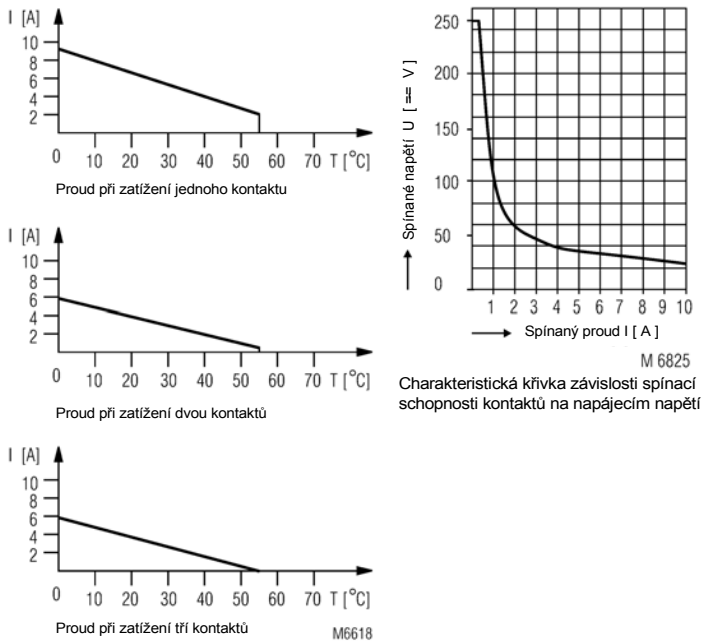 I [A]
10
8
6
4
2
0 10 20 30 40 50 60 70 T [°C]
Proud při zatížení jednoho kontaktu
I [A]
10
8
6
4
2
0 10 20 30 40 50 60 70 T [°C]
Proud při zatížení dvou kontaktů
I [A]
10
8
6
4
2
0 10 20 30 40 50 60 70 T [°C]
Proud při zatížení tří kontaktů
M6618
Spínané napětí U [ ⎓ V ]
250
200
150
100
50
0
1 2 3 4 5 6 7 8 9 10
Spínaný proud I [ A ]
M 6825
Charakteristická křivka závislosti spínací
schopnosti kontaktů na napájecím napětí